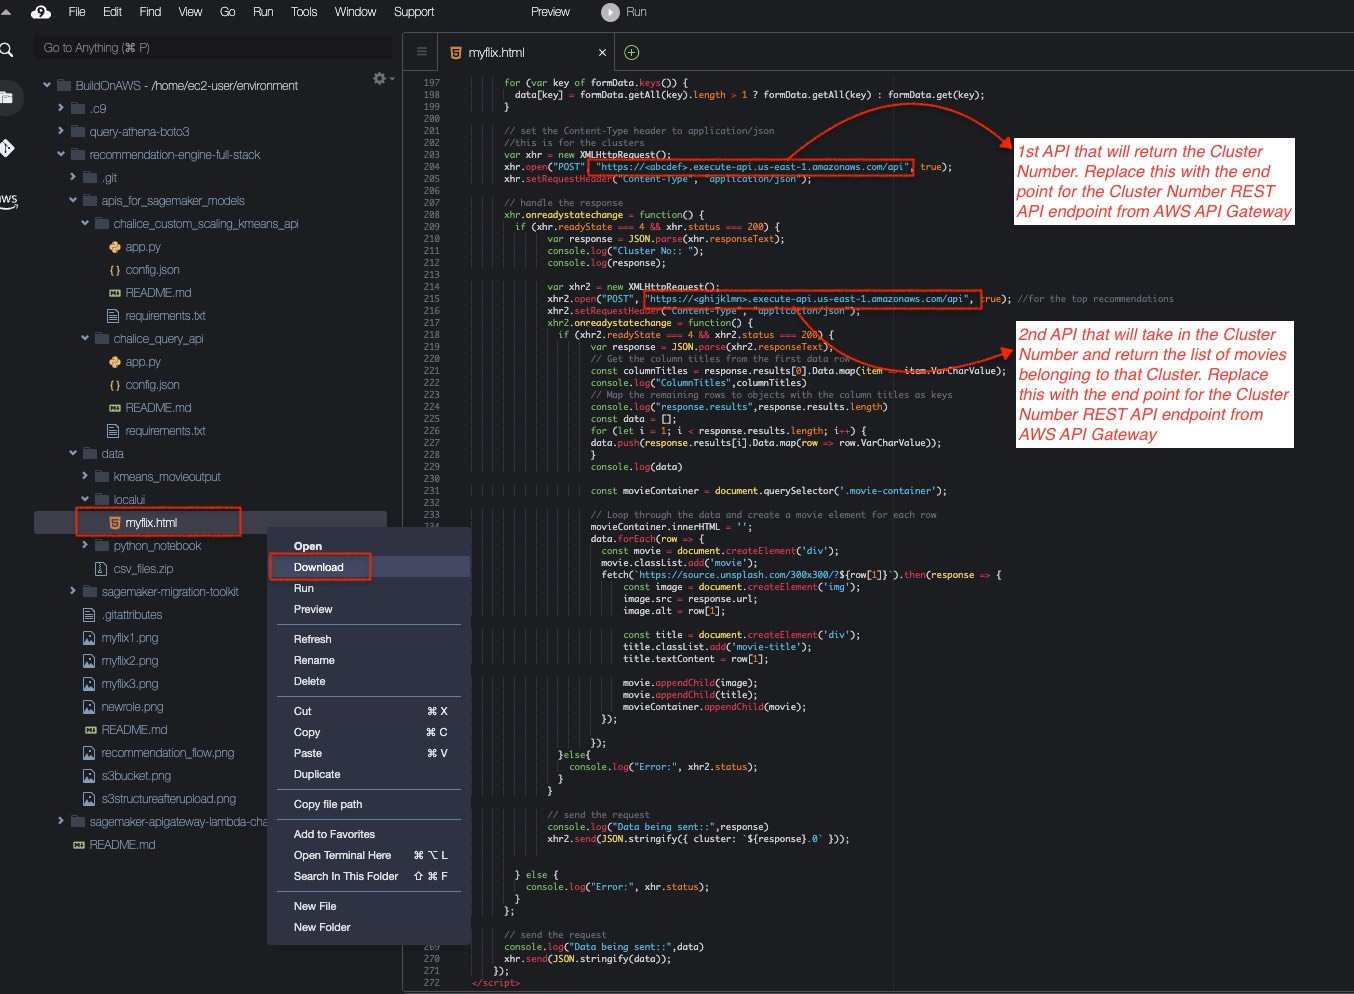 File Edit Find View Go Run Tools Window Support Preview Run
Go to Anything (⌘ P)
myflix.html
BuildOnAWS - /home/ec2-user/environment
.c9
query-athena-boto3
recommendation-engine-full-stack
.git
apis_for_sagemaker_models
chalice_custom_scaling_kmeans_api
app.py
config.json
README.md
requirements.txt
chalice_query_api
app.py
config.json
README.md
requirements.txt
data
kmeans_movieoutput
localui
myflix.html
python_notebook
csv_files.zip
sagemaker-migration-toolkit
.gitattributes
myflix1.png
myflix2.png
myflix3.png
newrole.png
README.md
recommendation_flow.png
s3bucket.png
s3structureafterupload.png
sagemaker-apigateway-lambda-cha
README.md
aws
Open
Download
Run
Preview
Refresh
Rename
Delete
Cut ⌘ X
Copy ⌘ C
Paste ⌘ V
Duplicate
Copy file path
Add to Favorites
Open Terminal Here ⌘ ⌥ L
Search In This Folder ⇧ ⌘ F
New File
New Folder
197 for (var key of formData.keys()) {
198 data[key] = formData.getAll(key).length > 1 ? formData.getAll(key) : formData.get(key);
199 }
200
201 // set the Content-Type header to application/json
202 //this is for the clusters
203 var xhr = new XMLHttpRequest();
204 xhr.open("POST", "https://<abcdef>.execute-api.us-east-1.amazonaws.com/api", true);
205 xhr.setRequestHeader("Content-Type", "application/json");
206
207 // handle the response
208 xhr.onreadystatechange = function() {
209 if (xhr.readyState === 4 && xhr.status === 200) {
210 var response = JSON.parse(xhr.responseText);
211 console.log("Cluster No:: ");
212 console.log(response);
213
214 var xhr2 = new XMLHttpRequest();
215 xhr2.open("POST", "https://<ghijklmn>.execute-api.us-east-1.amazonaws.com/api", true); //for the top recommendations
216 xhr2.setRequestHeader("Content-Type", "application/json");
217 xhr2.onreadystatechange = function() {
218 if (xhr2.readyState === 4 && xhr2.status === 200) {
219 var response = JSON.parse(xhr2.responseText);
220 // Get the column titles from the first data row
221 const columnTitles = response.results[0].Data.map(item => item.VarCharValue);
222 console.log("ColumnTitles",columnTitles)
223 // Map the remaining rows to objects with the column titles as keys
224 console.log("response.results",response.results.length)
225 const data = [];
226 for (let i = 1; i < response.results.length; i++) {
227 data.push(response.results[i].Data.map(row => row.VarCharValue));
228 }
229 console.log(data)
230
231 const movieContainer = document.querySelector('.movie-container');
232
233 // Loop through the data and create a movie element for each row
234 movieContainer.innerHTML = '';
data.forEach(row => {
const movie = document.createElement('div');
movie.classList.add('movie');
fetch(`https://source.unsplash.com/300x300/?${row[1]}`).then(response => {
const image = document.createElement('img');
image.src = response.url;
image.alt = row[1];
const title = document.createElement('div');
title.classList.add('movie-title');
title.textContent = row[1];
movie.appendChild(image);
movie.appendChild(title);
movieContainer.appendChild(movie);
});
});
}else{
console.log("Error:", xhr2.status);
}
}
// send the request
console.log("Data being sent::",response)
xhr2.send(JSON.stringify({ cluster: `${response}.0` }));
} else {
console.log("Error:", xhr.status);
}
};
// send the request
269 console.log("Data being sent::",data)
270 xhr.send(JSON.stringify(data));
271 });
272 </script>
1st API that will return the Cluster
Number. Replace this with the end
point for the Cluster Number REST
API endpoint from AWS API Gateway
2nd API that will take in the Cluster
Number and return the list of movies
belonging to that Cluster. Replace
this with the end point for the Cluster
Number REST API endpoint from
AWS API Gateway